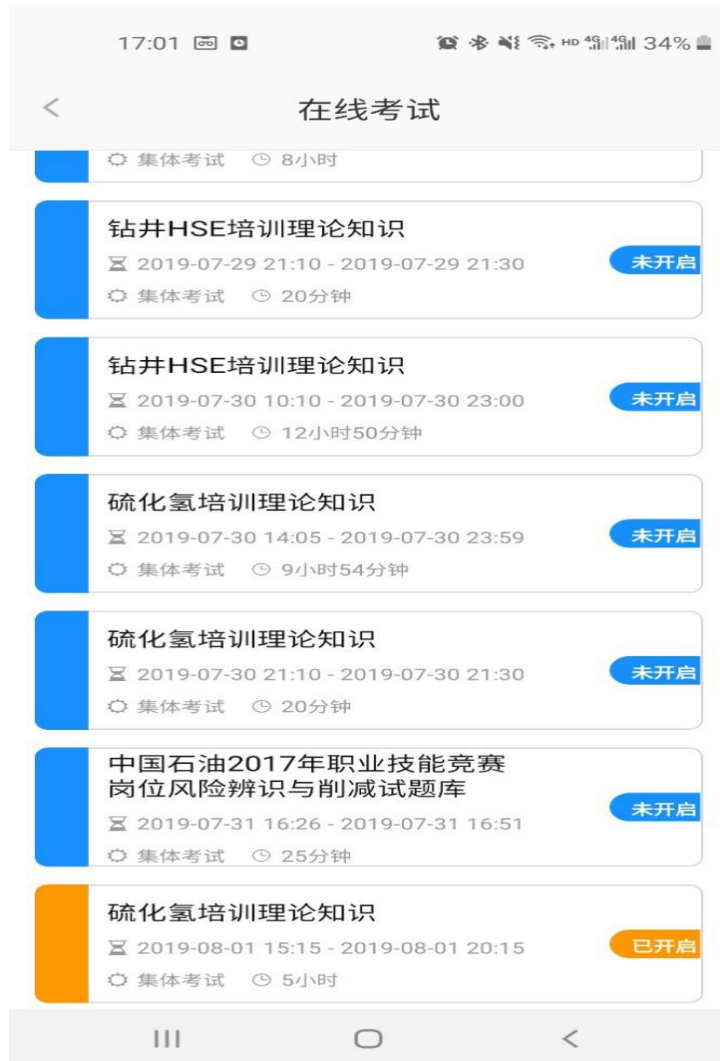 17:01 HD 4G 4G 34%
在线考试
集体考试 8小时
钻井HSE培训理论知识
2019-07-29 21:10 - 2019-07-29 21:30
未开启
集体考试 20分钟
钻井HSE培训理论知识
2019-07-30 10:10 - 2019-07-30 23:00
未开启
集体考试 12小时50分钟
硫化氢培训理论知识
2019-07-30 14:05 - 2019-07-30 23:59
未开启
集体考试 9小时54分钟
硫化氢培训理论知识
2019-07-30 21:10 - 2019-07-30 21:30
未开启
集体考试 20分钟
中国石油2017年职业技能竞赛
岗位风险辨识与削减试题库
2019-07-31 16:26 - 2019-07-31 16:51
未开启
集体考试 25分钟
硫化氢培训理论知识
2019-08-01 15:15 - 2019-08-01 20:15
已开启
集体考试 5小时